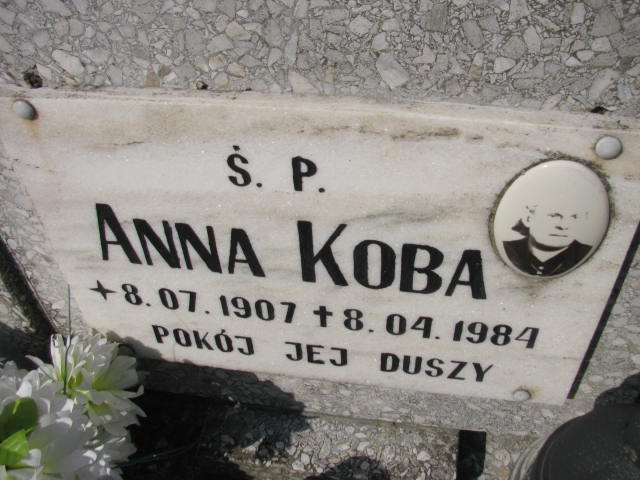 Ś. P.
ANNA KOBA
✦8.07.1907 ✝8.04.1984
POKÓJ JEJ DUSZY